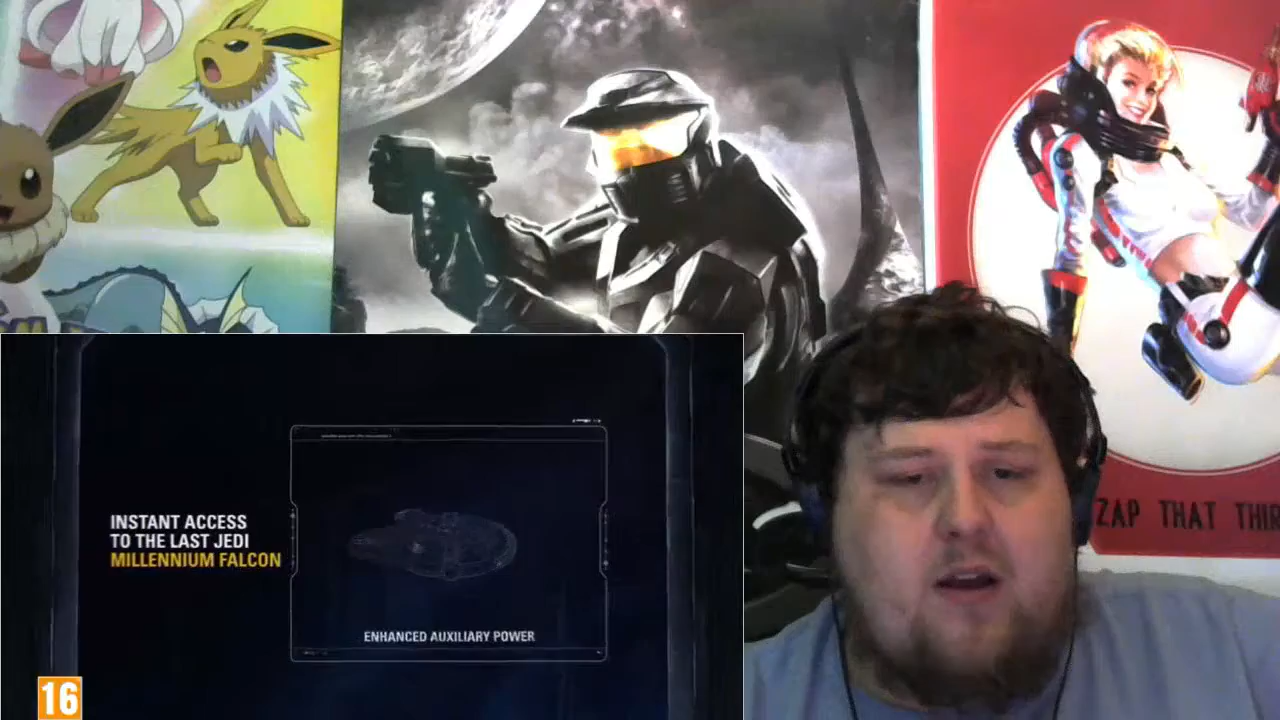 ZAP THAT THI
INSTANT ACCESS
TO THE LAST JEDI
MILLENNIUM FALCON
ENHANCED AUXILIARY POWER
16